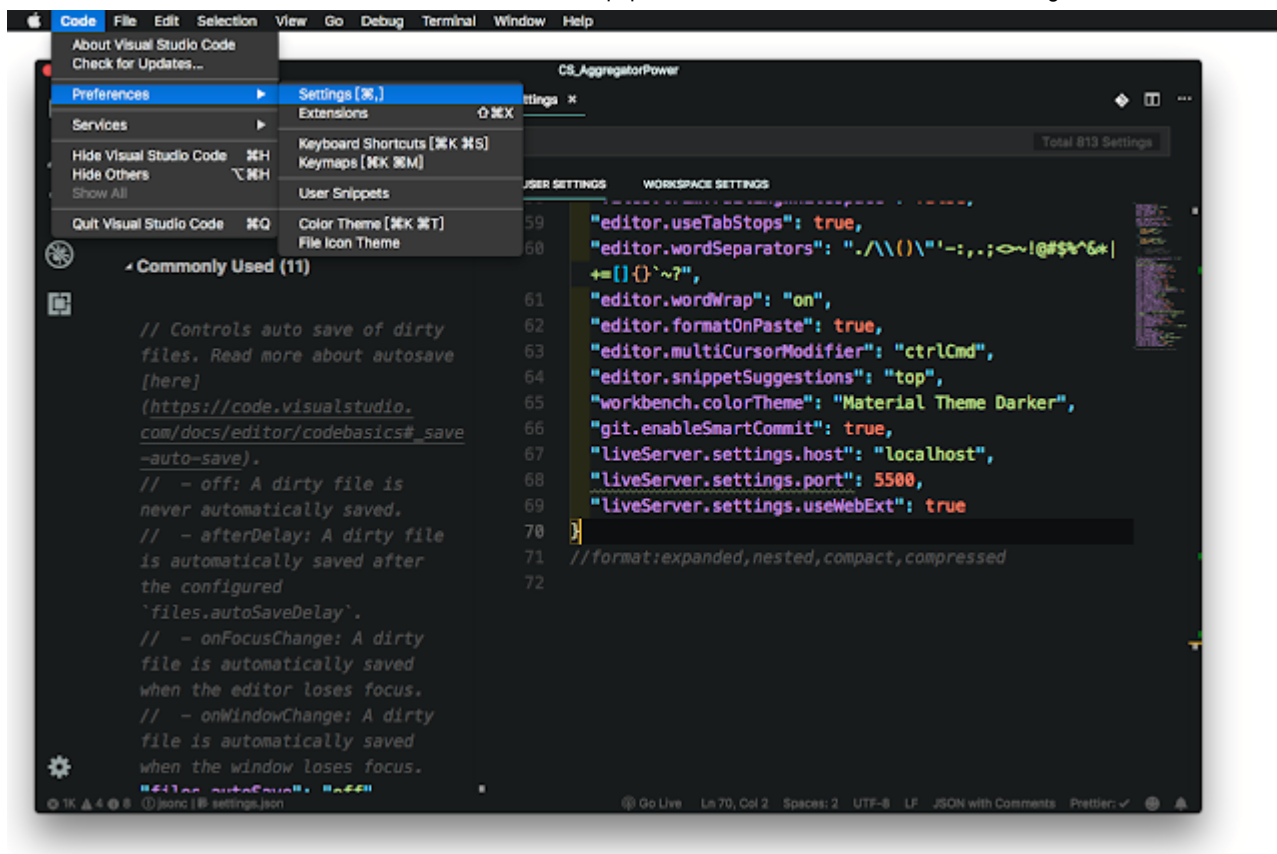 Code File Edit Selection View Go Debug Terminal Window Help
About Visual Studio Code
Check for Updates...
Preferences
Services
Hide Visual Studio Code ⌘H
Hide Others ⌥⌘H
Show All
Quit Visual Studio Code ⌘Q
Settings [⌘,]
Extensions ⇧⌘X
Keyboard Shortcuts [⌘K ⌘S]
Keymaps [⌘K ⌘M]
User Snippets
Color Theme [⌘K ⌘T]
File Icon Theme
CS_AggregatorPower
ttings ×
Total 813 Settings
USER SETTINGS WORKSPACE SETTINGS
Commonly Used (11)
// Controls auto save of dirty
files. Read more about autosave
[here]
(https://code.visualstudio.
com/docs/editor/codebasics#_save
-auto-save).
// – off: A dirty file is
never automatically saved.
// – afterDelay: A dirty file
is automatically saved after
the configured
`files.autoSaveDelay`.
// – onFocusChange: A dirty
file is automatically saved
when the editor loses focus.
// – onWindowChange: A dirty
file is automatically saved
when the window loses focus.
"files.autoSave": "off"
59 "editor.useTabStops": true,
60 "editor.wordSeparators": "./\\()\"'-:,.;<>~!@#$%^&*|
+=[]{}`~?",
61 "editor.wordWrap": "on",
62 "editor.formatOnPaste": true,
63 "editor.multiCursorModifier": "ctrlCmd",
64 "editor.snippetSuggestions": "top",
65 "workbench.colorTheme": "Material Theme Darker",
66 "git.enableSmartCommit": true,
67 "liveServer.settings.host": "localhost",
68 "liveServer.settings.port": 5500,
69 "liveServer.settings.useWebExt": true
70 }
71 //format:expanded,nested,compact,compressed
72
1K 4 8 jsonc | settings.json
Go Live Ln 70, Col 2 Spaces: 2 UTF-8 LF JSON with Comments Prettier: ✓